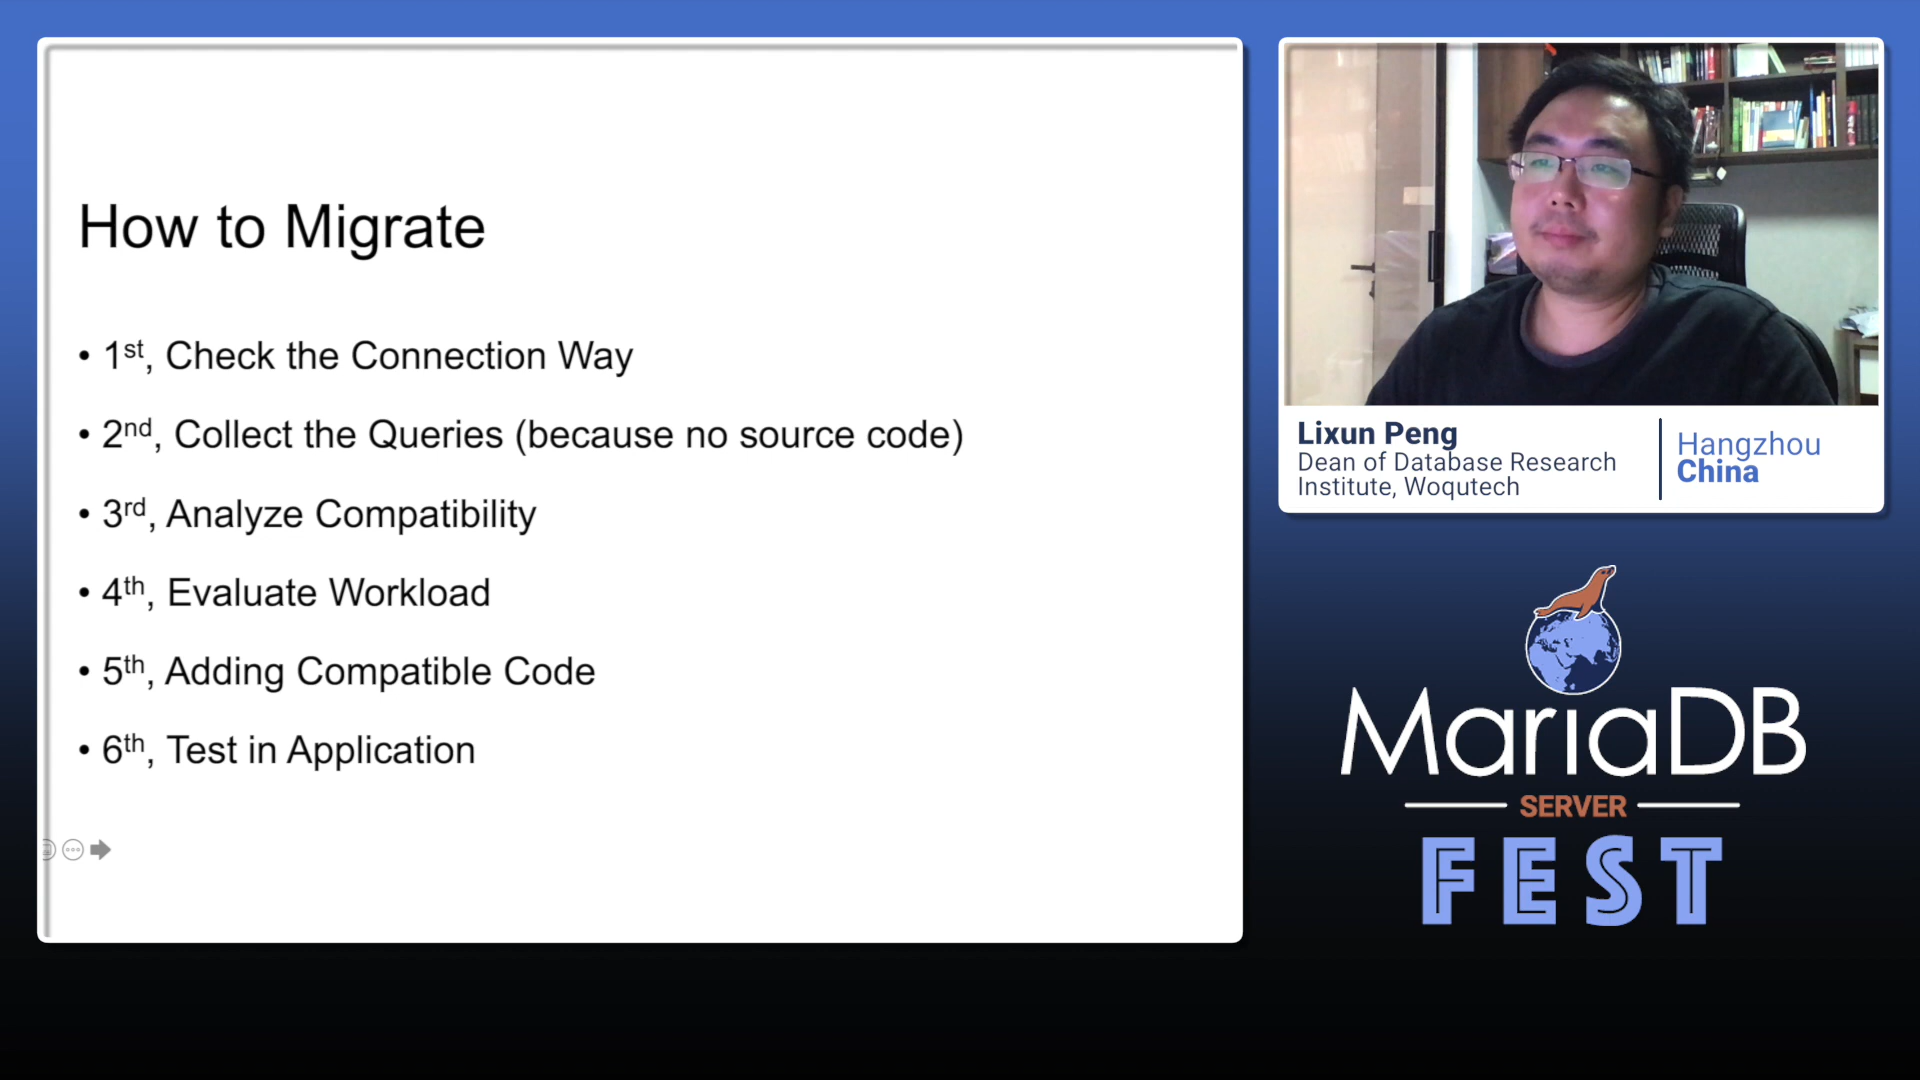 How to Migrate
• 1st, Check the Connection Way
• 2nd, Collect the Queries (because no source code)
• 3rd, Analyze Compatibility
• 4th, Evaluate Workload
• 5th, Adding Compatible Code
• 6th, Test in Application
Lixun Peng
Dean of Database Research
Institute, Woqutech
Hangzhou
China
MariaDB
SERVER
FEST